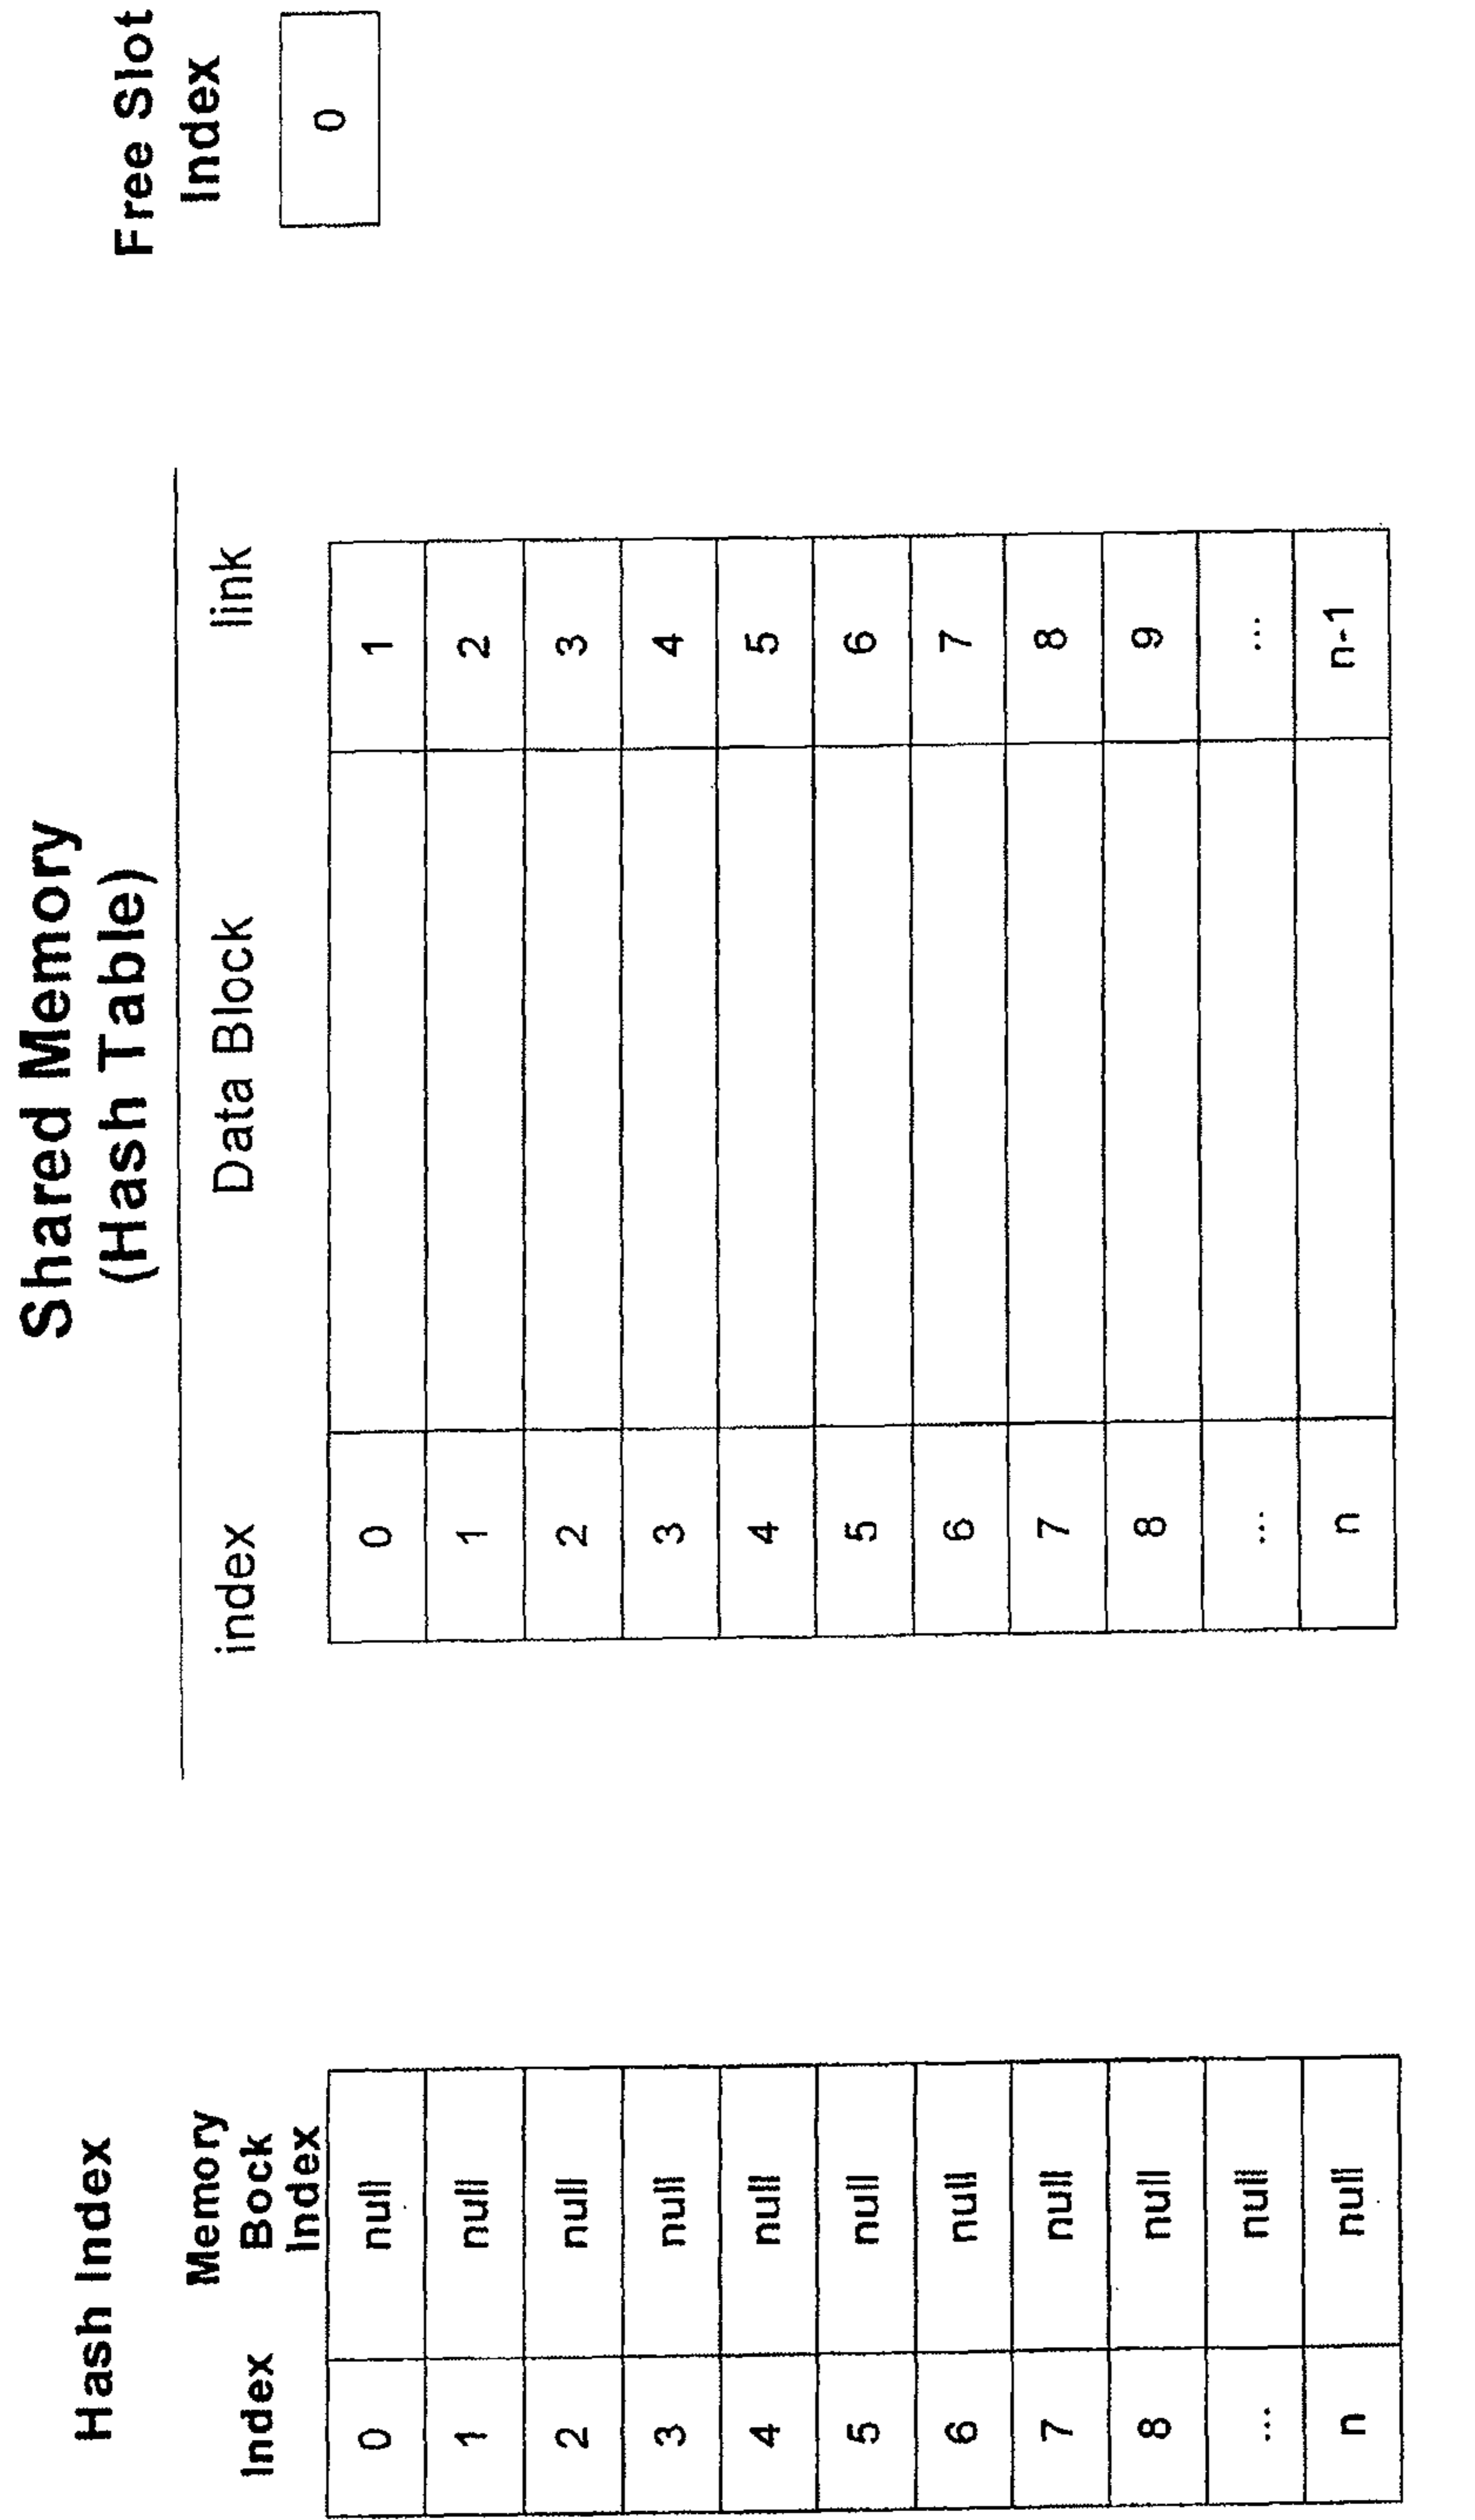 Hash Index
Index Memory
Bock
Index
0 null
1 null
2 null
3 null
4 null
5 null
6 null
7 null
8 null
... null
n null
Shared Memory
(Hash Table)
index Data Block link
0 1
1 2
2 3
3 4
4 5
5 6
6 7
7 8
8 9
... ...
n n-1
Free Slot
Index
0